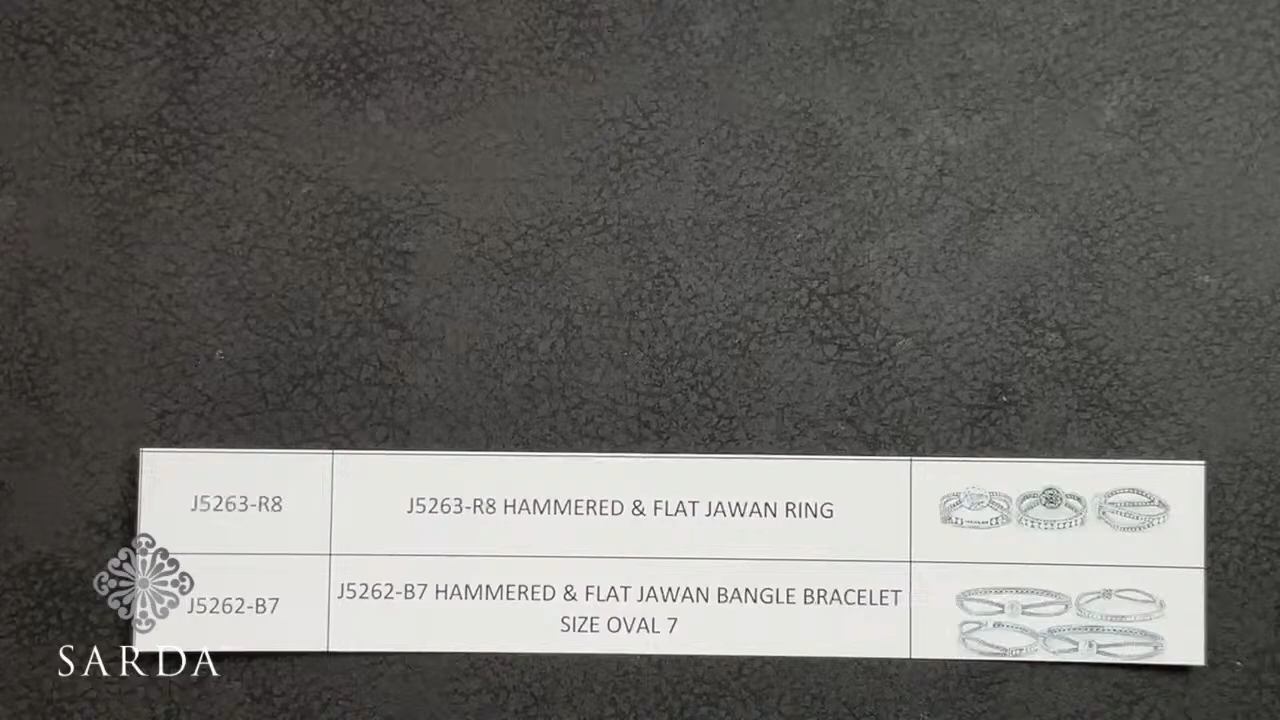 J5263-R8
J5263-R8 HAMMERED & FLAT JAWAN RING
J5262-B7
J5262-B7 HAMMERED & FLAT JAWAN BANGLE BRACELET
SIZE OVAL 7
SARDA